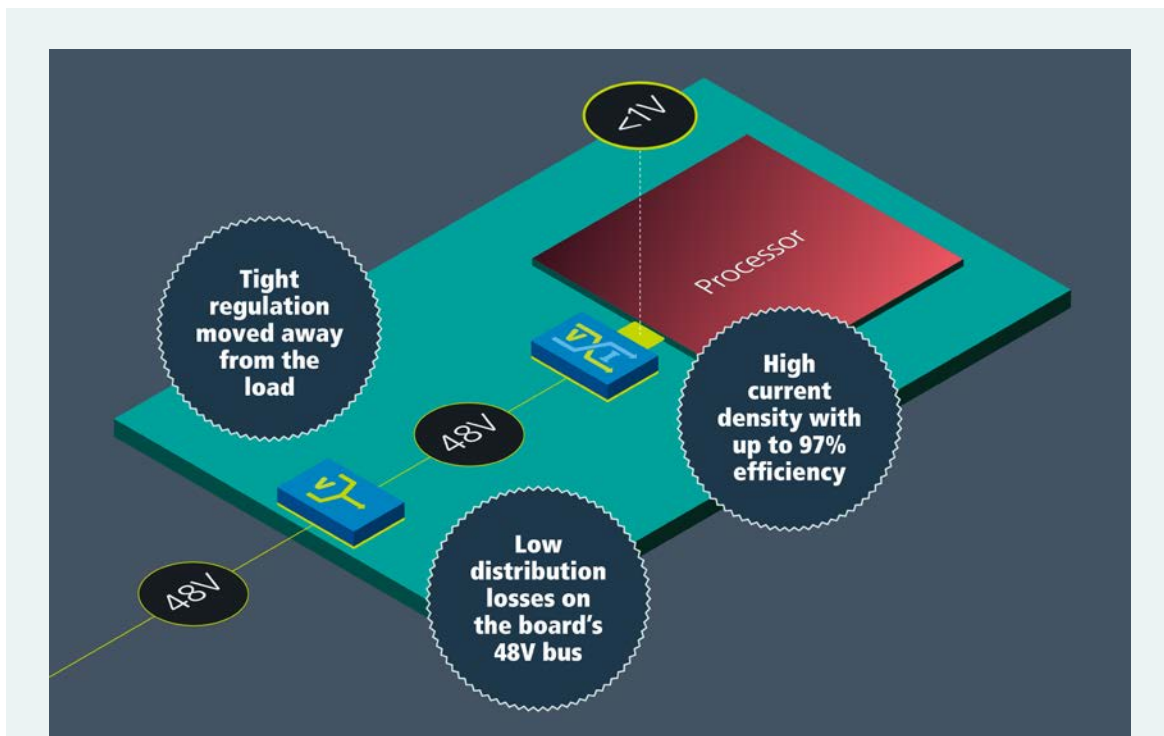 <1V
Processor
Tight
regulation
moved away
from the
load
V
I
High
current
density with
up to 97%
efficiency
48V
V
Low
distribution
losses on
the board's
48V bus
48V